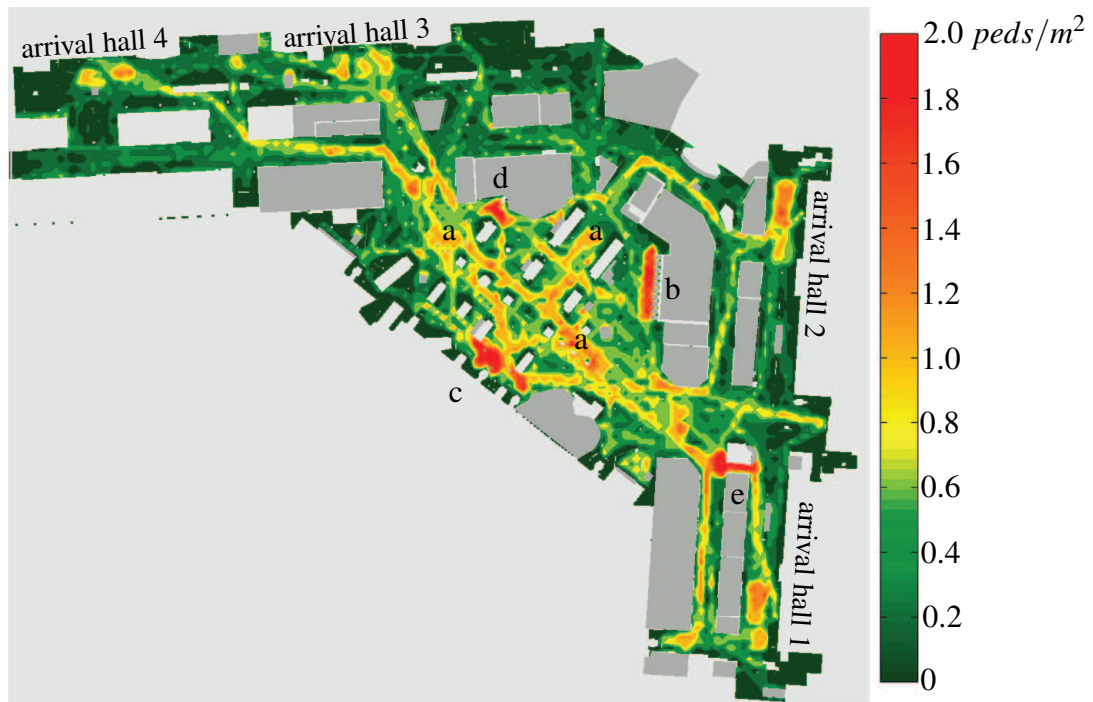 arrival hall 4
arrival hall 3
2.0 peds/m²
1.8
1.6
1.4
1.2
1.0
0.8
0.6
0.4
0.2
0
d
a
a
b
a
c
e
arrival hall 2
arrival hall 1